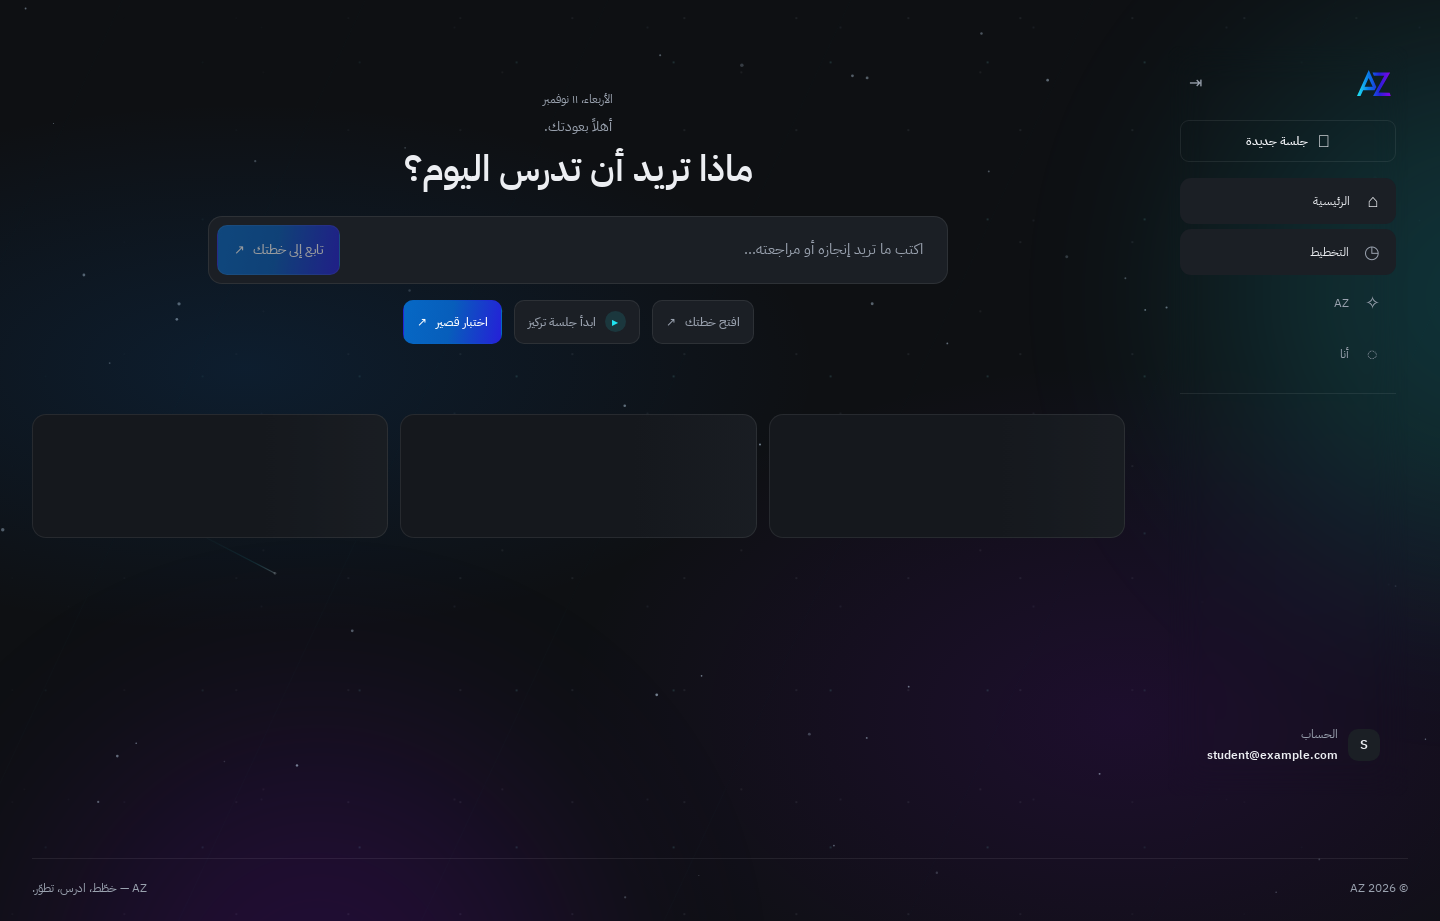 AZ
جلسة جديدة
الرئيسية
التخطيط
AZ
أنا
الأربعاء، ١١ نوفمبر
أهلاً بعودتك.
ماذا تريد أن تدرس اليوم؟
اكتب ما تريد إنجازه أو مراجعته...
تابع إلى خطتك ↗
افتح خطتك ↗
ابدأ جلسة تركيز
اختبار قصير ↗
الحساب
S
student@example.com
© 2026 AZ
AZ — خطّط، ادرس، تطوّر.